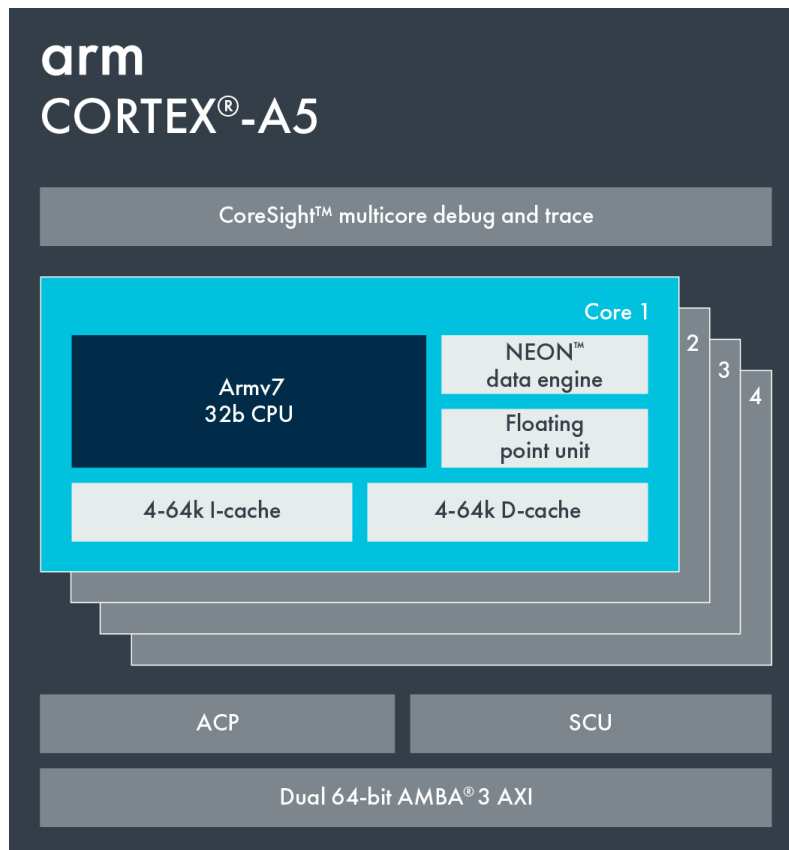 arm
CORTEX®-A5
CoreSight™ multicore debug and trace
Core 1
2
3
4
Armv7
32b CPU
NEON™
data engine
Floating
point unit
4-64k I-cache
4-64k D-cache
ACP
SCU
Dual 64-bit AMBA® 3 AXI